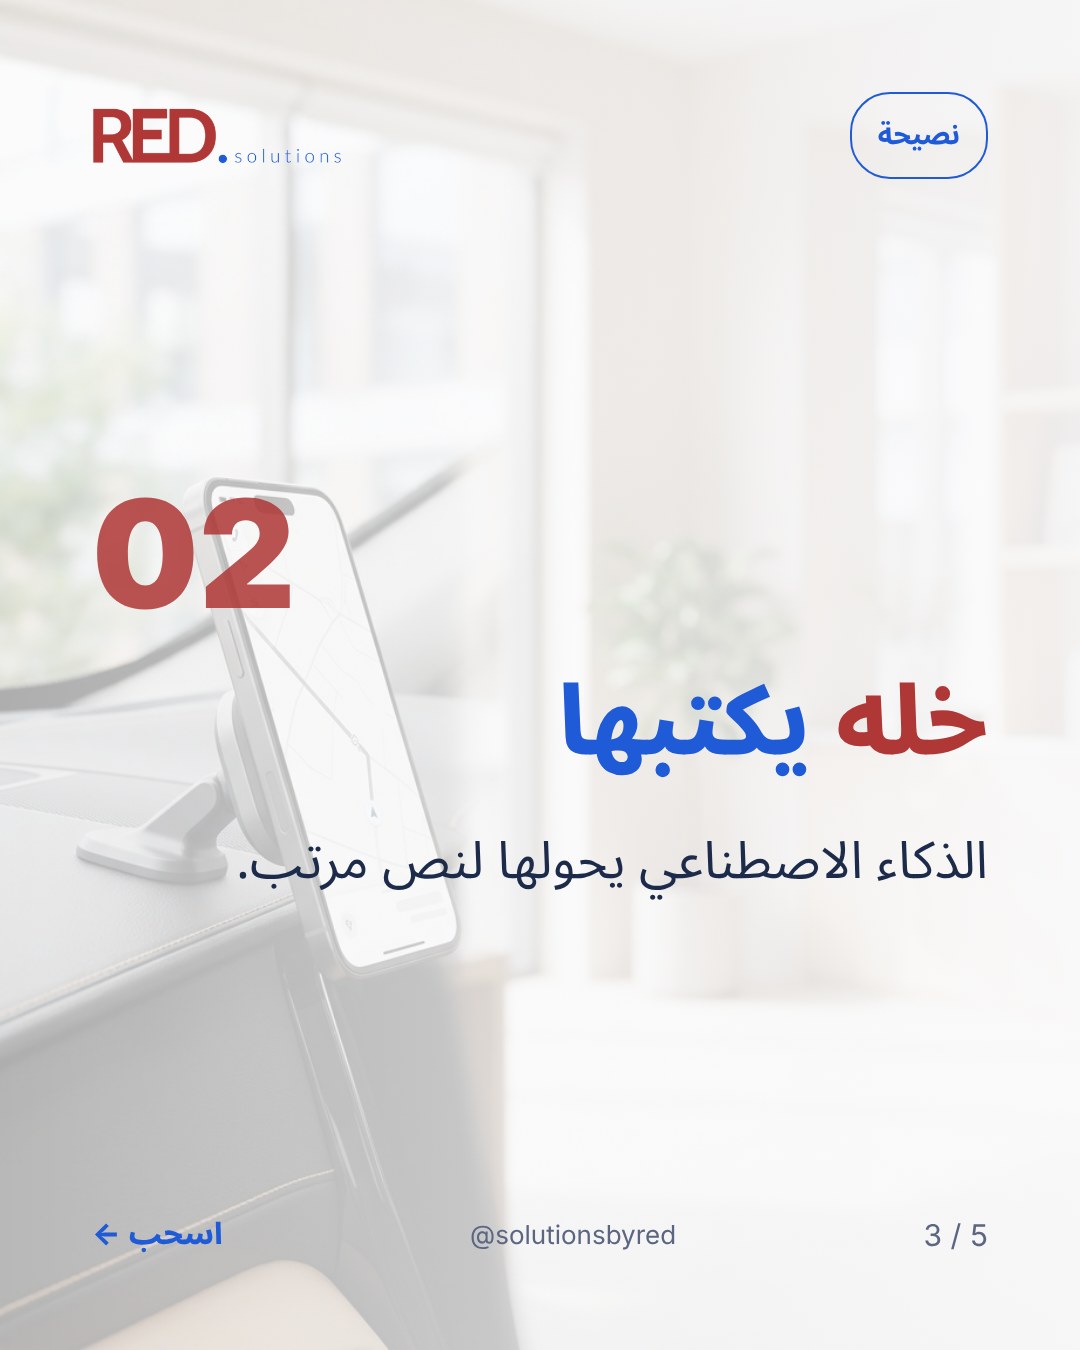 RED.solutions
نصيحة
02
خله يكتبها
الذكاء الاصطناعي يحولها لنص مرتب.
اسحب ←
@solutionsbyred
3 / 5